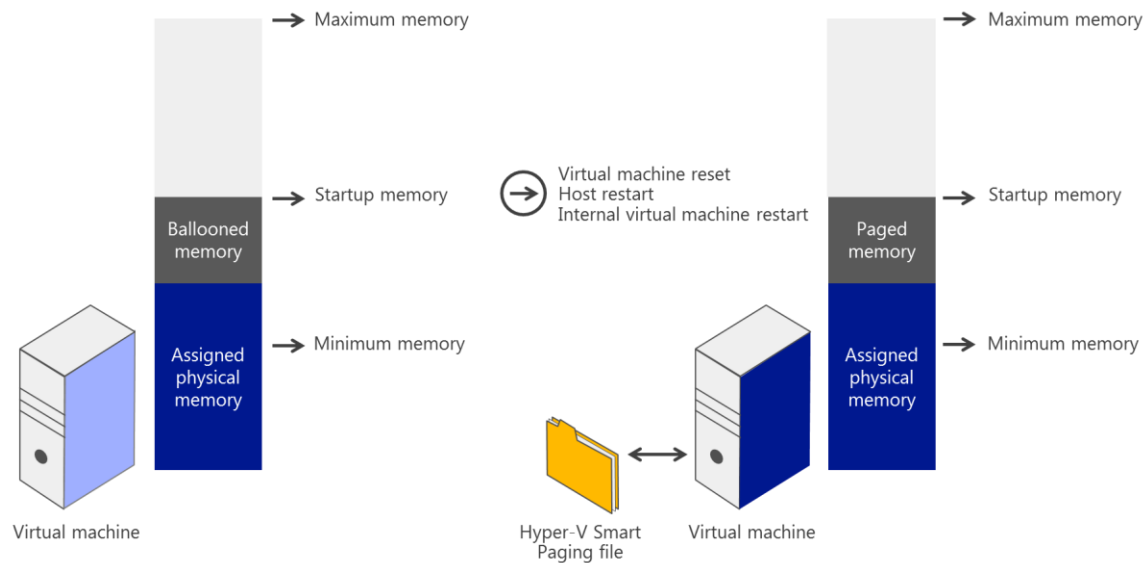 Maximum memory
Startup memory
Ballooned
memory
Minimum memory
Assigned
physical
memory
Virtual machine
Virtual machine reset
Host restart
Internal virtual machine restart
Maximum memory
Startup memory
Paged
memory
Minimum memory
Assigned
physical
memory
Hyper-V Smart
Paging file
Virtual machine